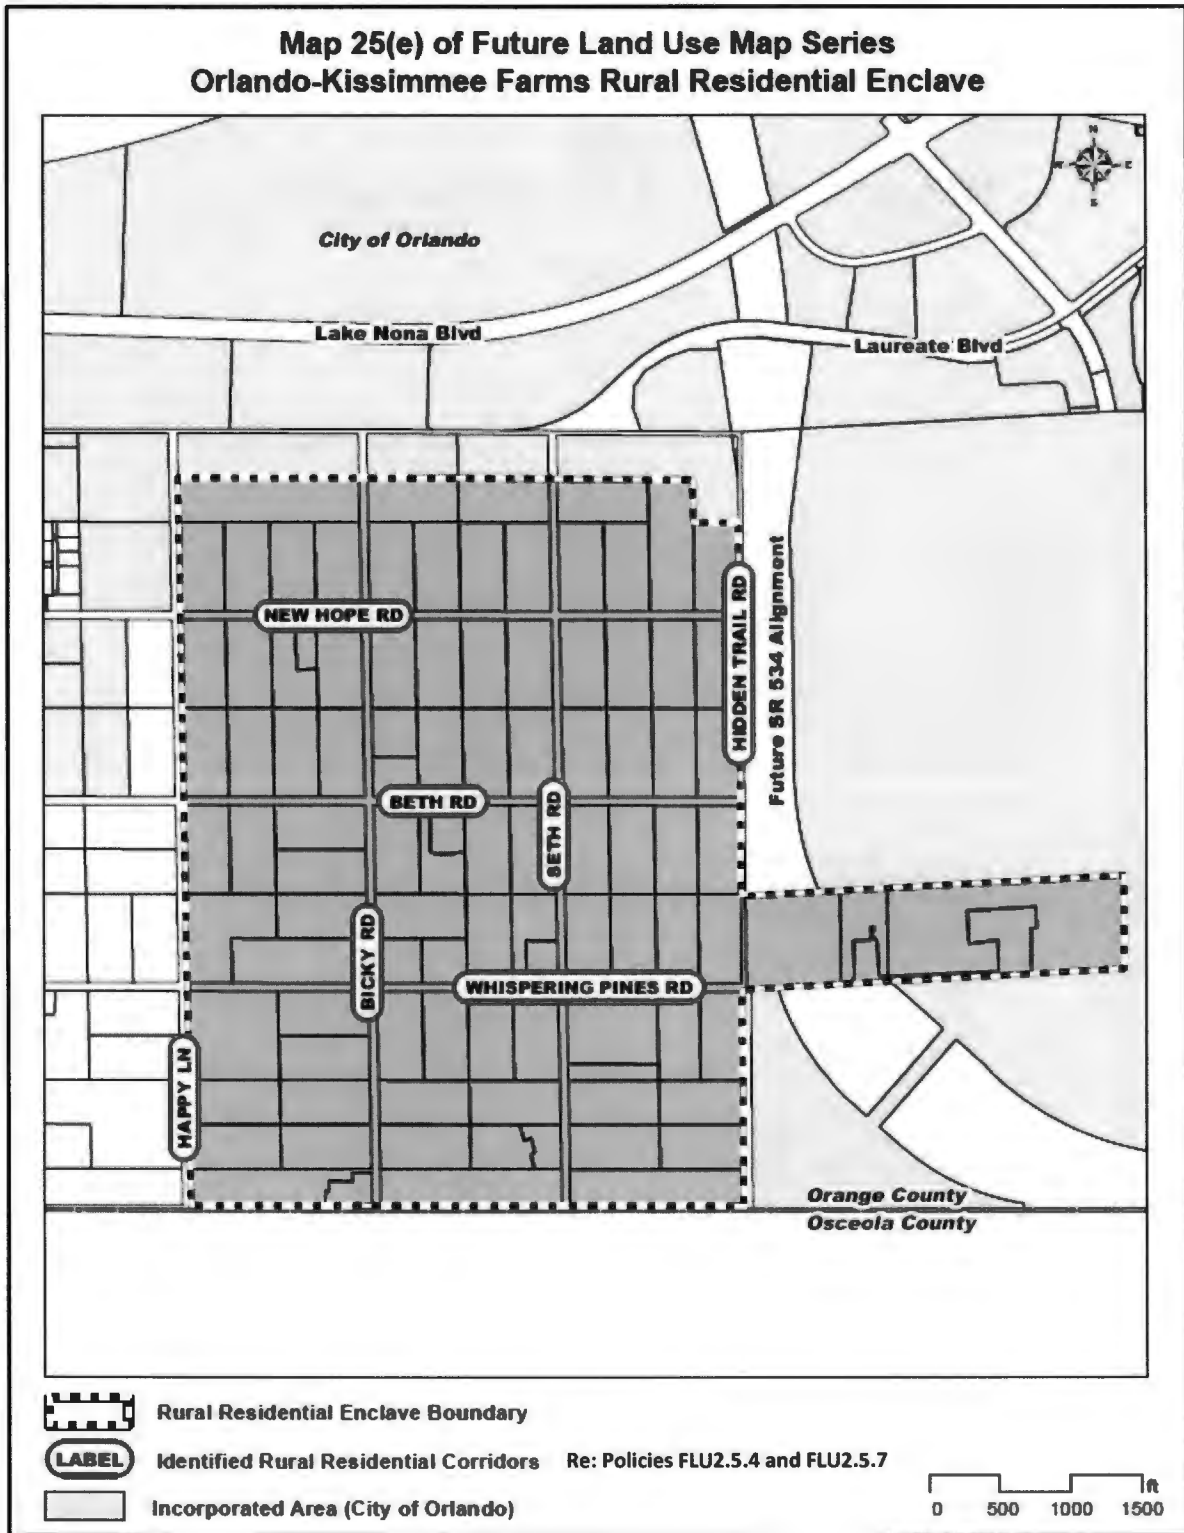 Map 25(e) of Future Land Use Map Series
Orlando-Kissimmee Farms Rural Residential Enclave
N
W E
S
City of Orlando
Lake Nona Blvd
Laureate Blvd
NEW HOPE RD
HIDDEN TRAIL RD
Future SR 534 Alignment
BETH RD
SETH RD
BICKY RD
WHISPERING PINES RD
HAPPY LN
Orange County
Osceola County
Rural Residential Enclave Boundary
LABEL Identified Rural Residential Corridors Re: Policies FLU2.5.4 and FLU2.5.7
Incorporated Area (City of Orlando)
ft
0 500 1000 1500